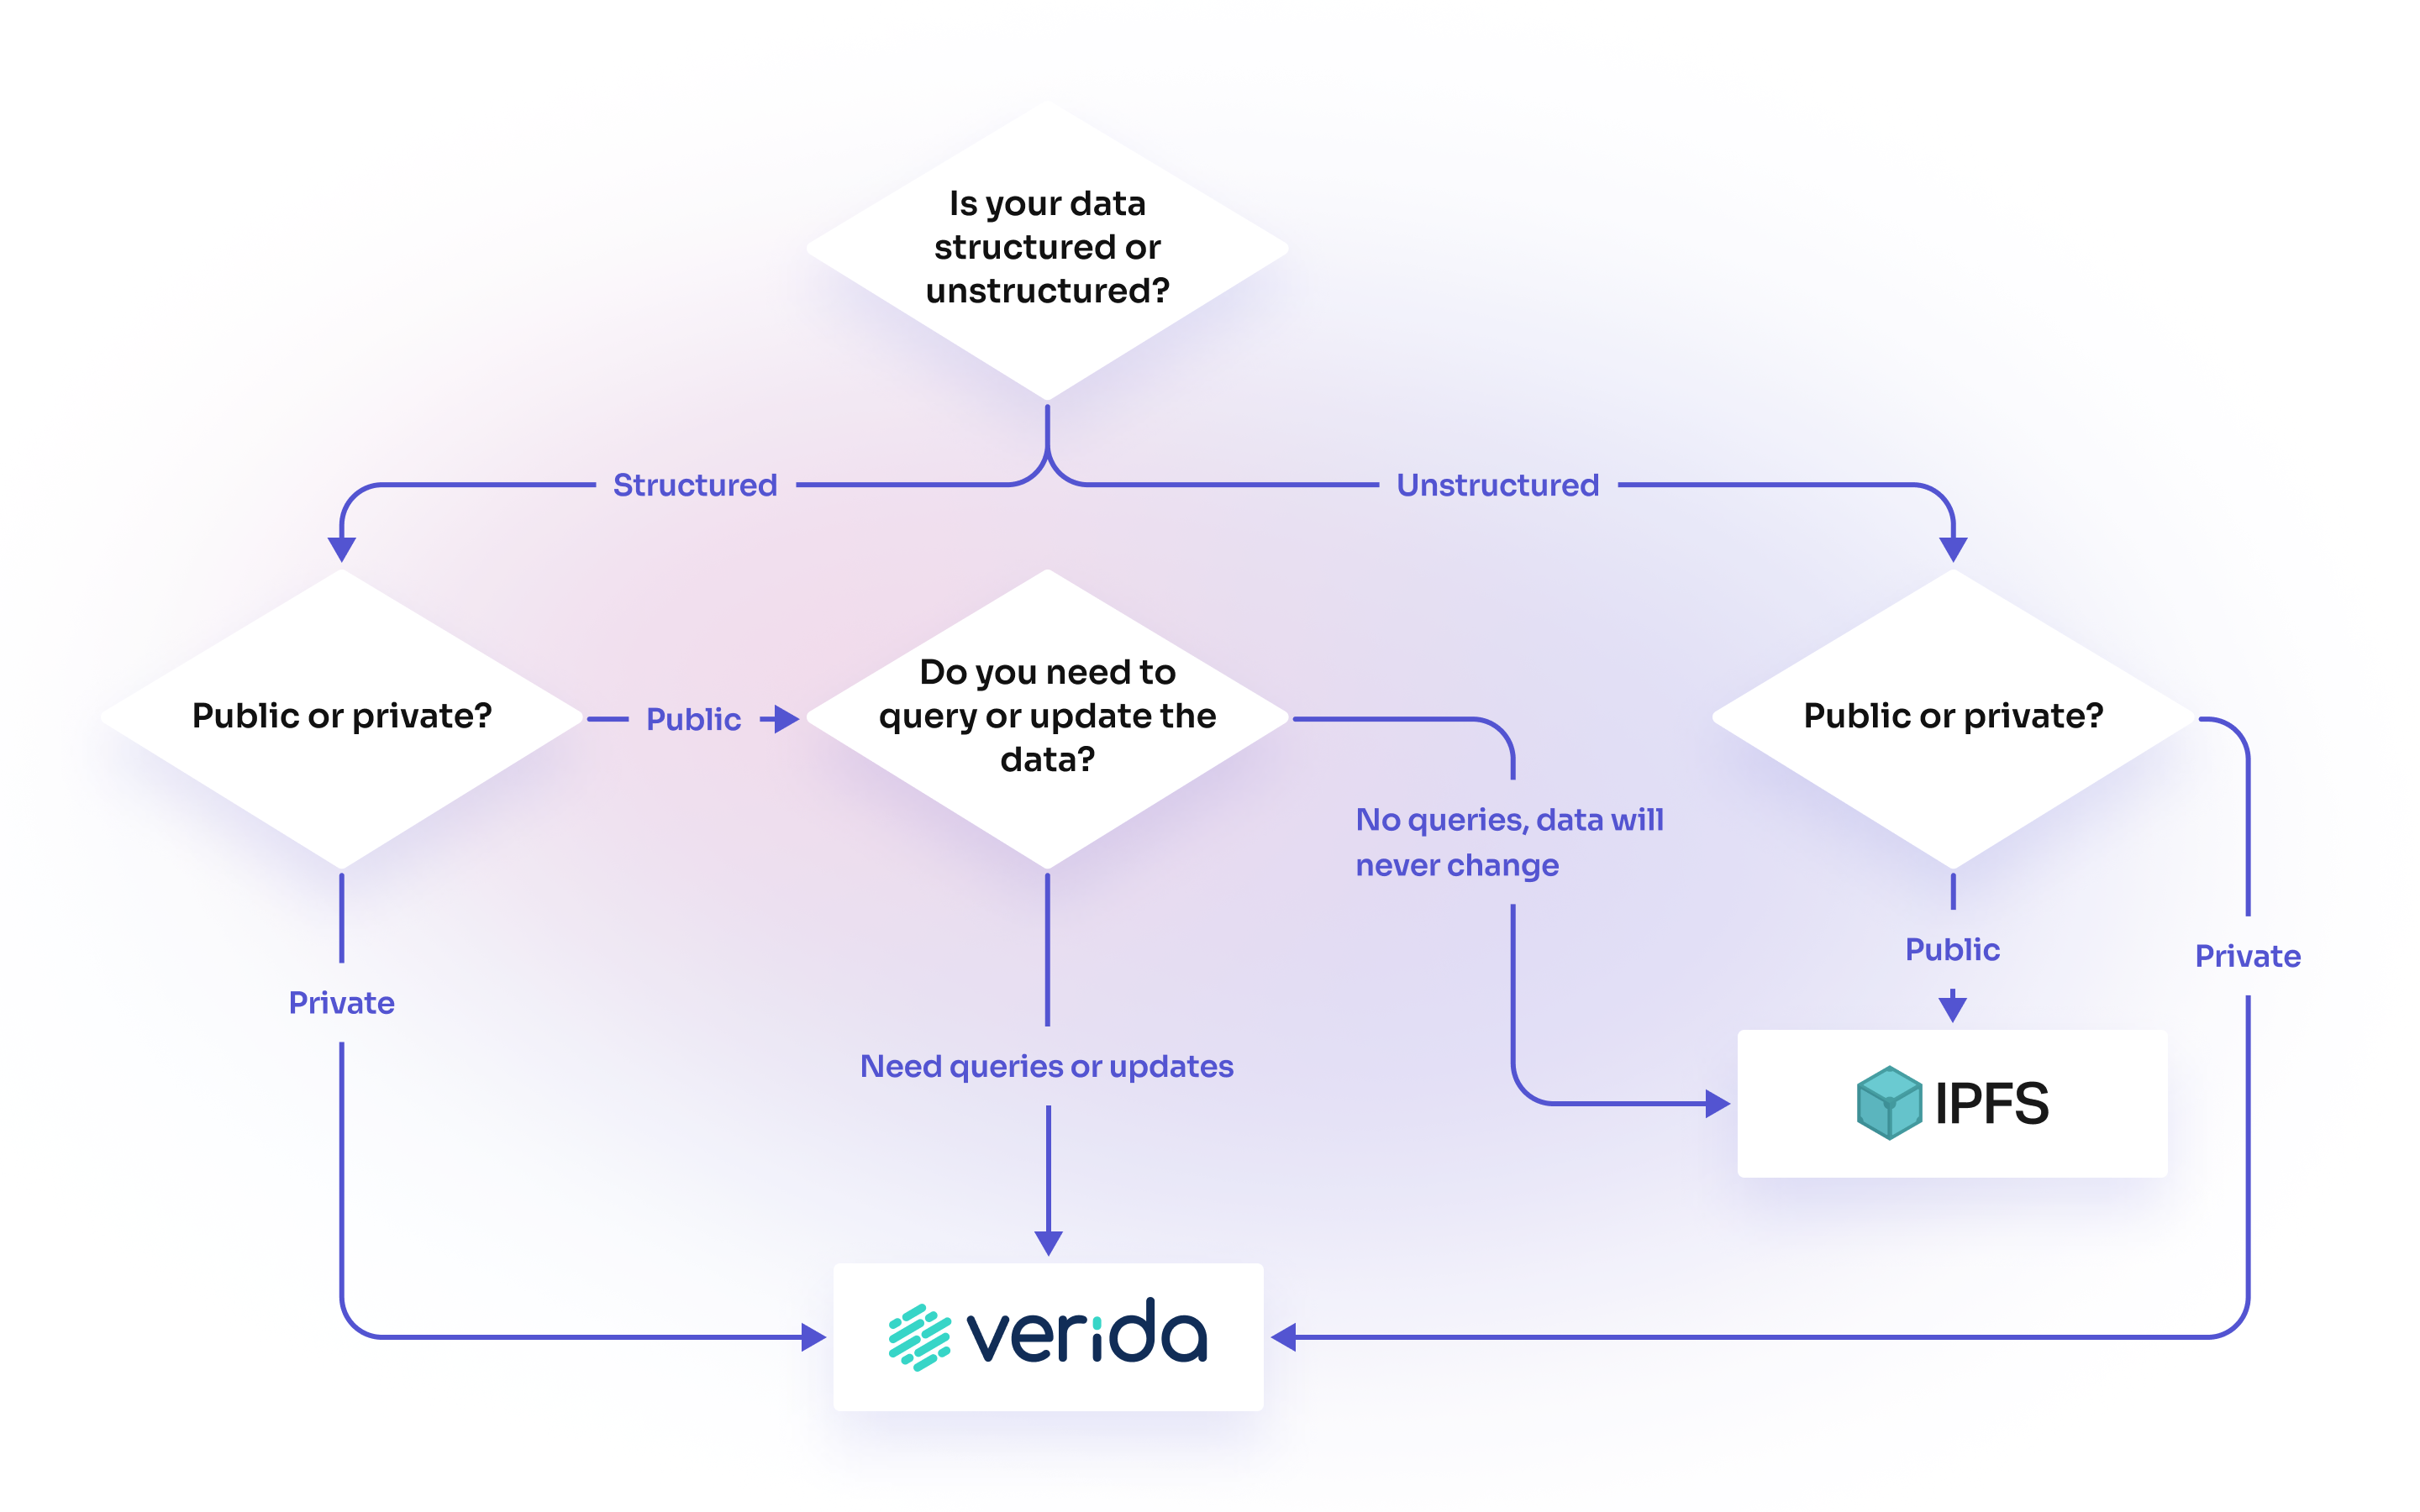 Is your data
structured or
unstructured?
Structured
Unstructured
Public or private?
Public
Do you need to
query or update the
data?
Public or private?
No queries, data will
never change
Public
Private
Private
Need queries or updates
IPFS
verida